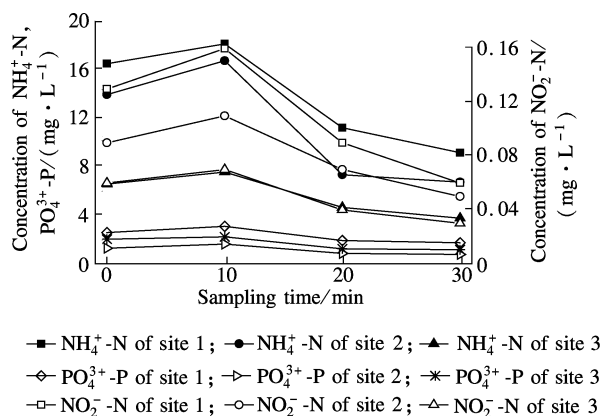 Concentration of NH₄⁺-N,
PO₄³⁺-P/(mg·L⁻¹)
20
16
12
8
4
0
0.16
0.12
0.08
0.04
0
Concentration of NO₂⁻-N/
(mg·L⁻¹)
0 10 20 30
Sampling time/min
NH₄⁺-N of site 1; NH₄⁺-N of site 2; NH₄⁺-N of site 3
PO₄³⁺-P of site 1; PO₄³⁺-P of site 2; PO₄³⁺-P of site 3
NO₂⁻-N of site 1; NO₂⁻-N of site 2; NO₂⁻-N of site 3